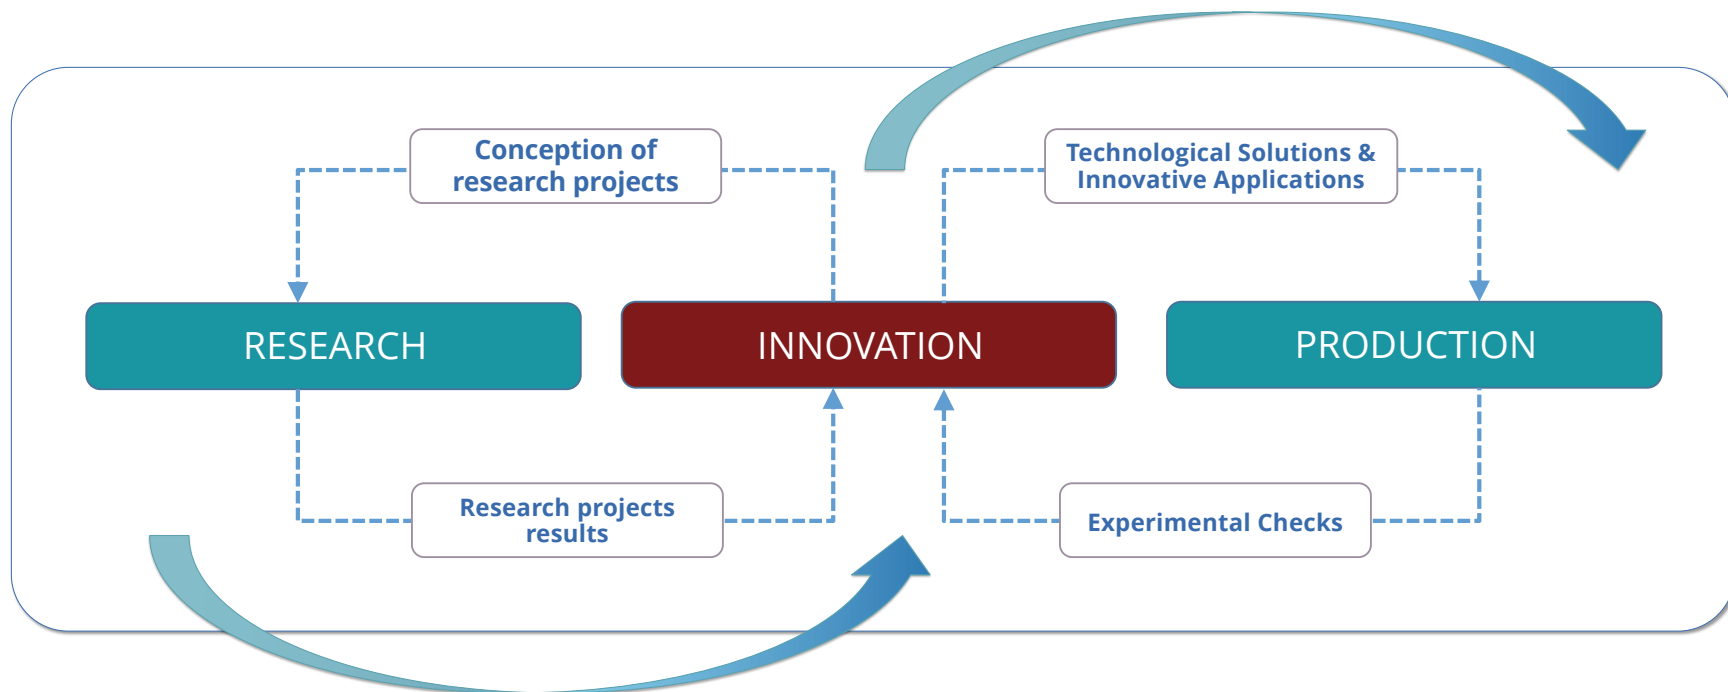 Conception of
research projects
Technological Solutions &
Innovative Applications
RESEARCH
INNOVATION
PRODUCTION
Research projects
results
Experimental Checks